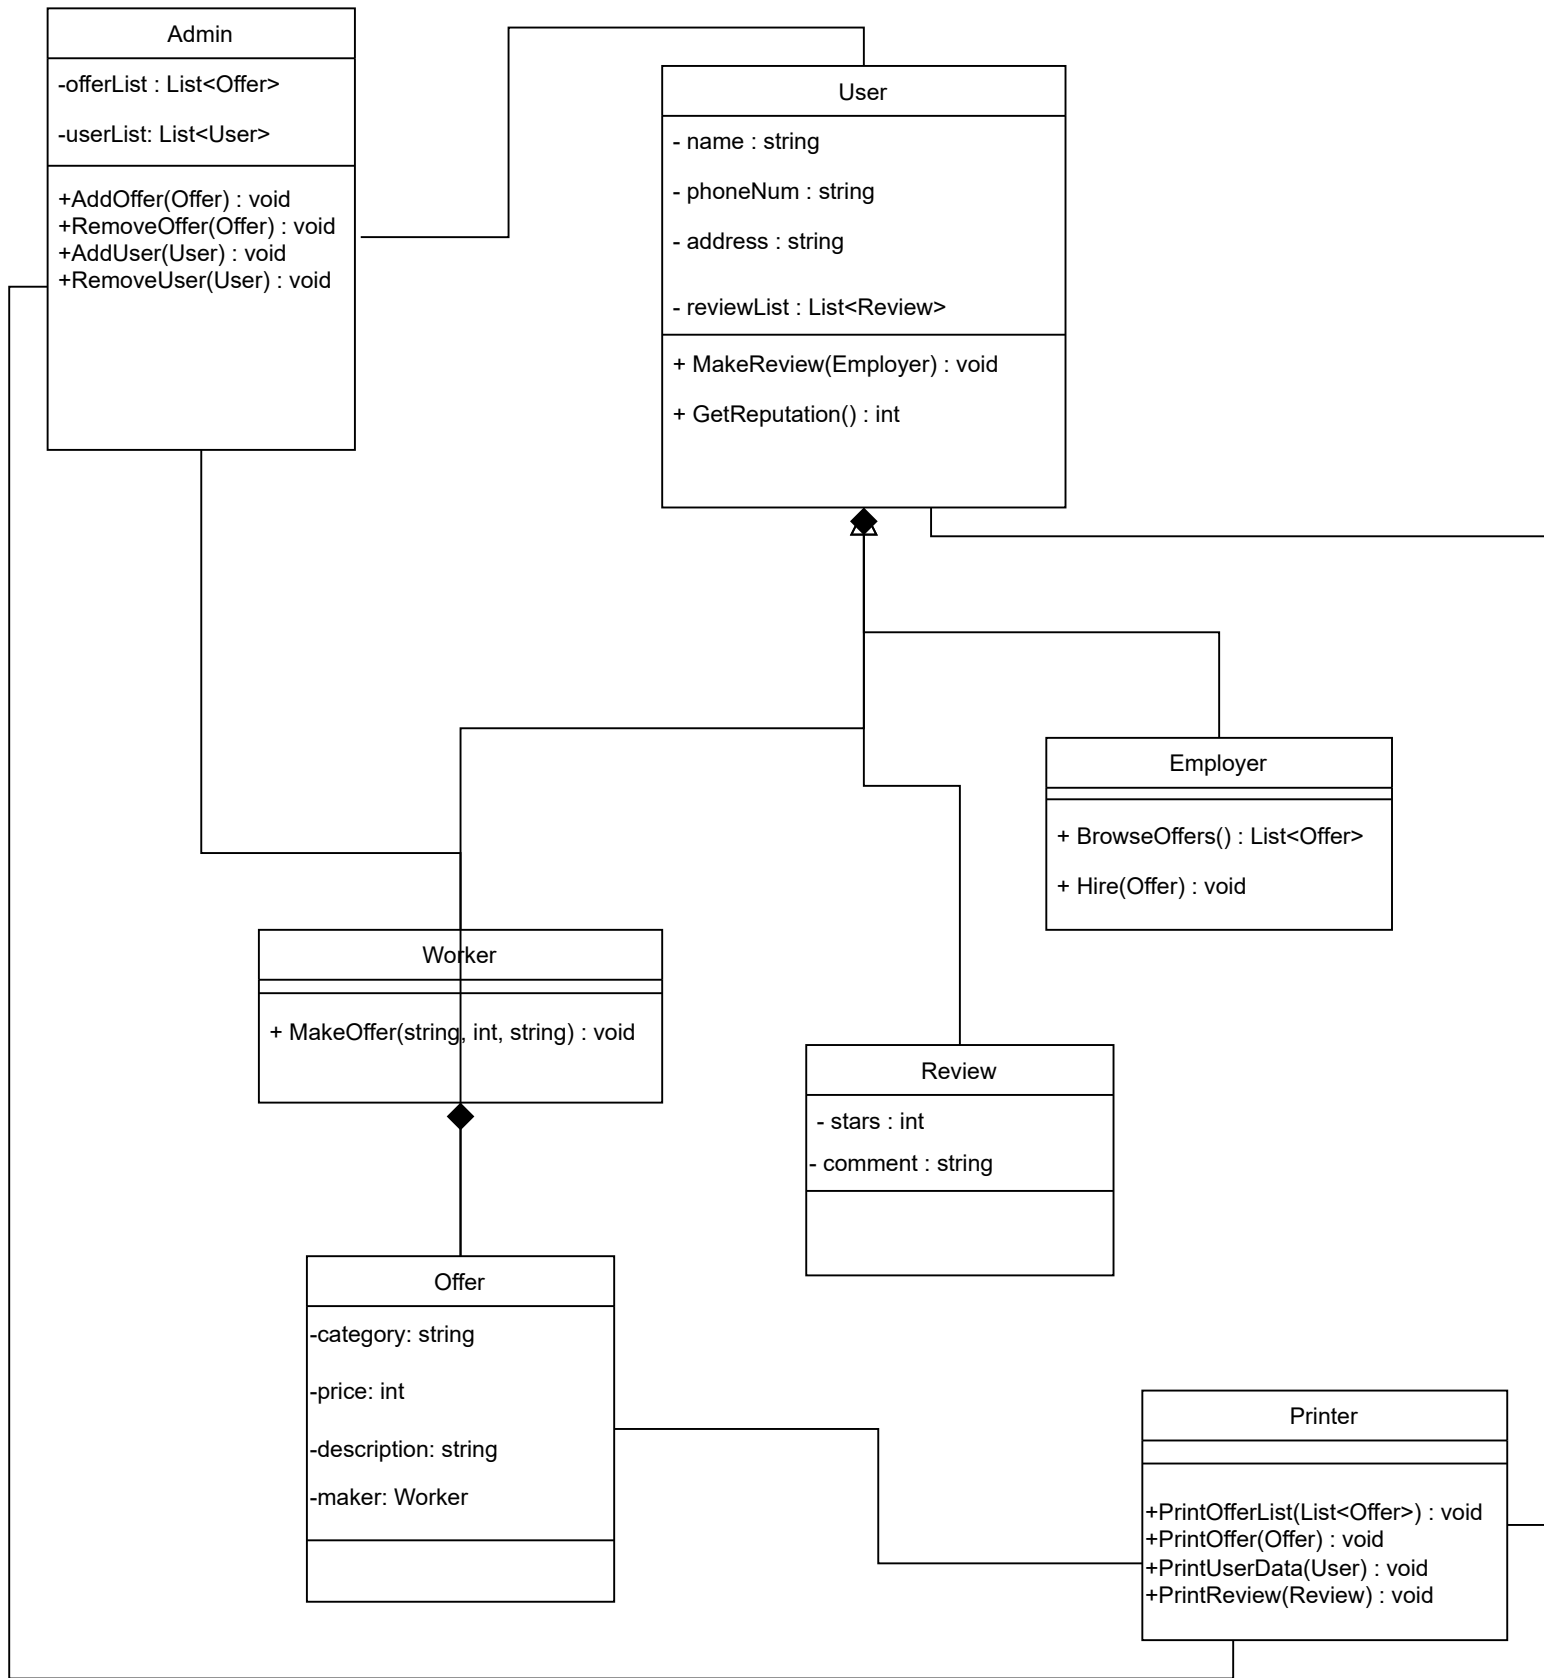 Admin
-offerList : List<Offer>
-userList: List<User>
+AddOffer(Offer) : void
+RemoveOffer(Offer) : void
+AddUser(User) : void
+RemoveUser(User) : void
User
- name : string
- phoneNum : string
- address : string
- reviewList : List<Review>
+ MakeReview(Employer) : void
+ GetReputation() : int
Employer
+ BrowseOffers() : List<Offer>
+ Hire(Offer) : void
Worker
+ MakeOffer(string, int, string) : void
Review
- stars : int
- comment : string
Offer
-category: string
-price: int
-description: string
-maker: Worker
Printer
+PrintOfferList(List<Offer>) : void
+PrintOffer(Offer) : void
+PrintUserData(User) : void
+PrintReview(Review) : void